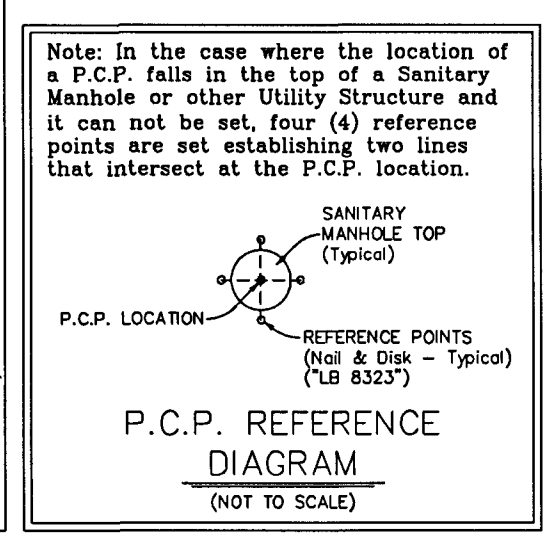 Note: In the case where the location of
a P.C.P. falls in the top of a Sanitary
Manhole or other Utility Structure and
it can not be set, four (4) reference
points are set establishing two lines
that intersect at the P.C.P. location.
SANITARY
MANHOLE TOP
(Typical)
P.C.P. LOCATION
REFERENCE POINTS
(Nail & Disk – Typical)
("LB 8323")
P.C.P. REFERENCE
DIAGRAM
(NOT TO SCALE)